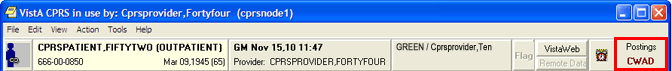 VistA CPRS in use by: Cprsprovider,Fortyfour (cprsnode1)
File Edit View Action Tools Help
CPRSPATIENT,FIFTYTWO (OUTPATIENT) GM Nov 15,10 11:47 GREEN / Cprsprovider,Ten Flag VistaWeb Postings
666-00-0850 Mar 09,1945 (65) Provider: CPRSPROVIDER,FORTYFOUR Remote Data CWAD